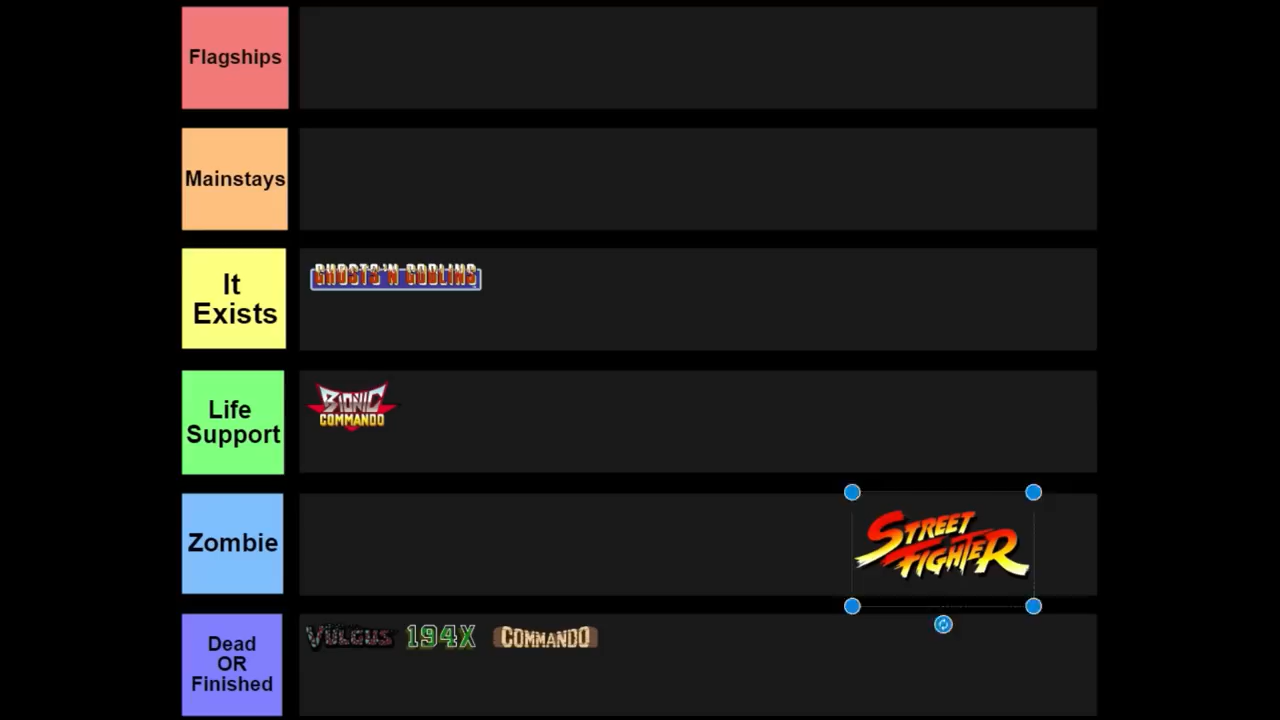 Flagships
Mainstays
It
Exists
GHOSTS'N GOBLINS
Life
Support
BIONIC
COMMANDO
Zombie
STREET
FIGHTER
Dead
OR
Finished
VULGUS 194X COMMANDO